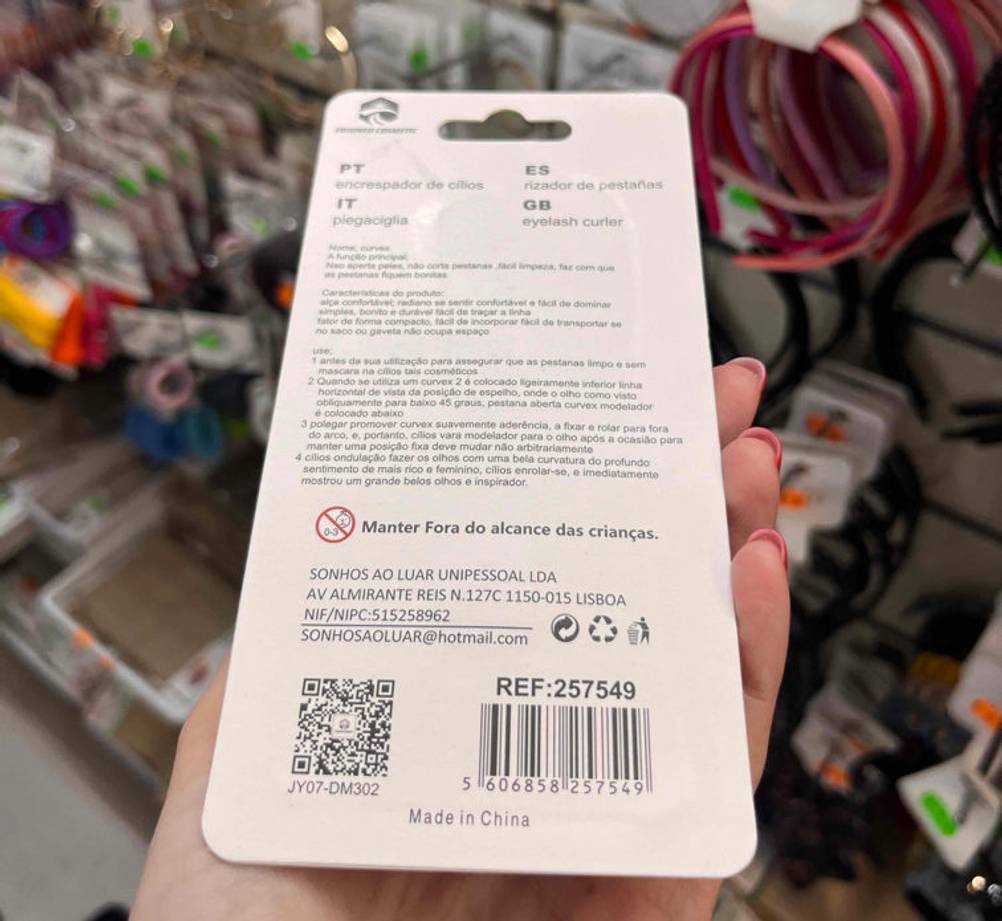 PT
encrespador de cílios
ES
rizador de pestañas
IT
piegaciglia
GB
eyelash curler
Nome: curvex
A função principal:
Nao aperte peles, não corta pestanas ,fácil limpeza, faz com que
as pestanas fiquem bonitas
Características do produto:
alça confortável; radiano se sentir confortável e fácil de dominar
simples, bonito e durável fácil de traçar a linha
fator de forma compacto, fácil de incorporar fácil de transportar se
no saco ou gaveta não ocupa espaço
use:
1 antes da sua utilização para assegurar que as pestanas limpo e sem
mascara na cílios tais cosméticos
2 Quando se utiliza um curvex 2 é colocado ligeiramente inferior linha
horizontal de vista da posição de espelho, onde o olho como visto
obliquamente para baixo 45 graus, pestana aberta curvex modelador
é colocado abaixo
3 polegar promover curvex suavemente aderência, a fixar e rolar para fora
do arco, e, portanto, cílios vara modelador para o olho após a ocasião para
manter uma posição fixa deve mudar não arbitrariamente
4 cílios ondulação fazer os olhos com uma bela curvatura do profundo
sentimento de mais rico e feminino, cílios enrolar-se, e imediatamente
mostrou um grande belos olhos e inspirador.
0-3
Manter Fora do alcance das crianças.
SONHOS AO LUAR UNIPESSOAL LDA
AV ALMIRANTE REIS N.127C 1150-015 LISBOA
NIF/NIPC:515258962
SONHOSAOLUAR@hotmail.com
REF:257549
JY07-DM302
5 606858 257549
Made in China